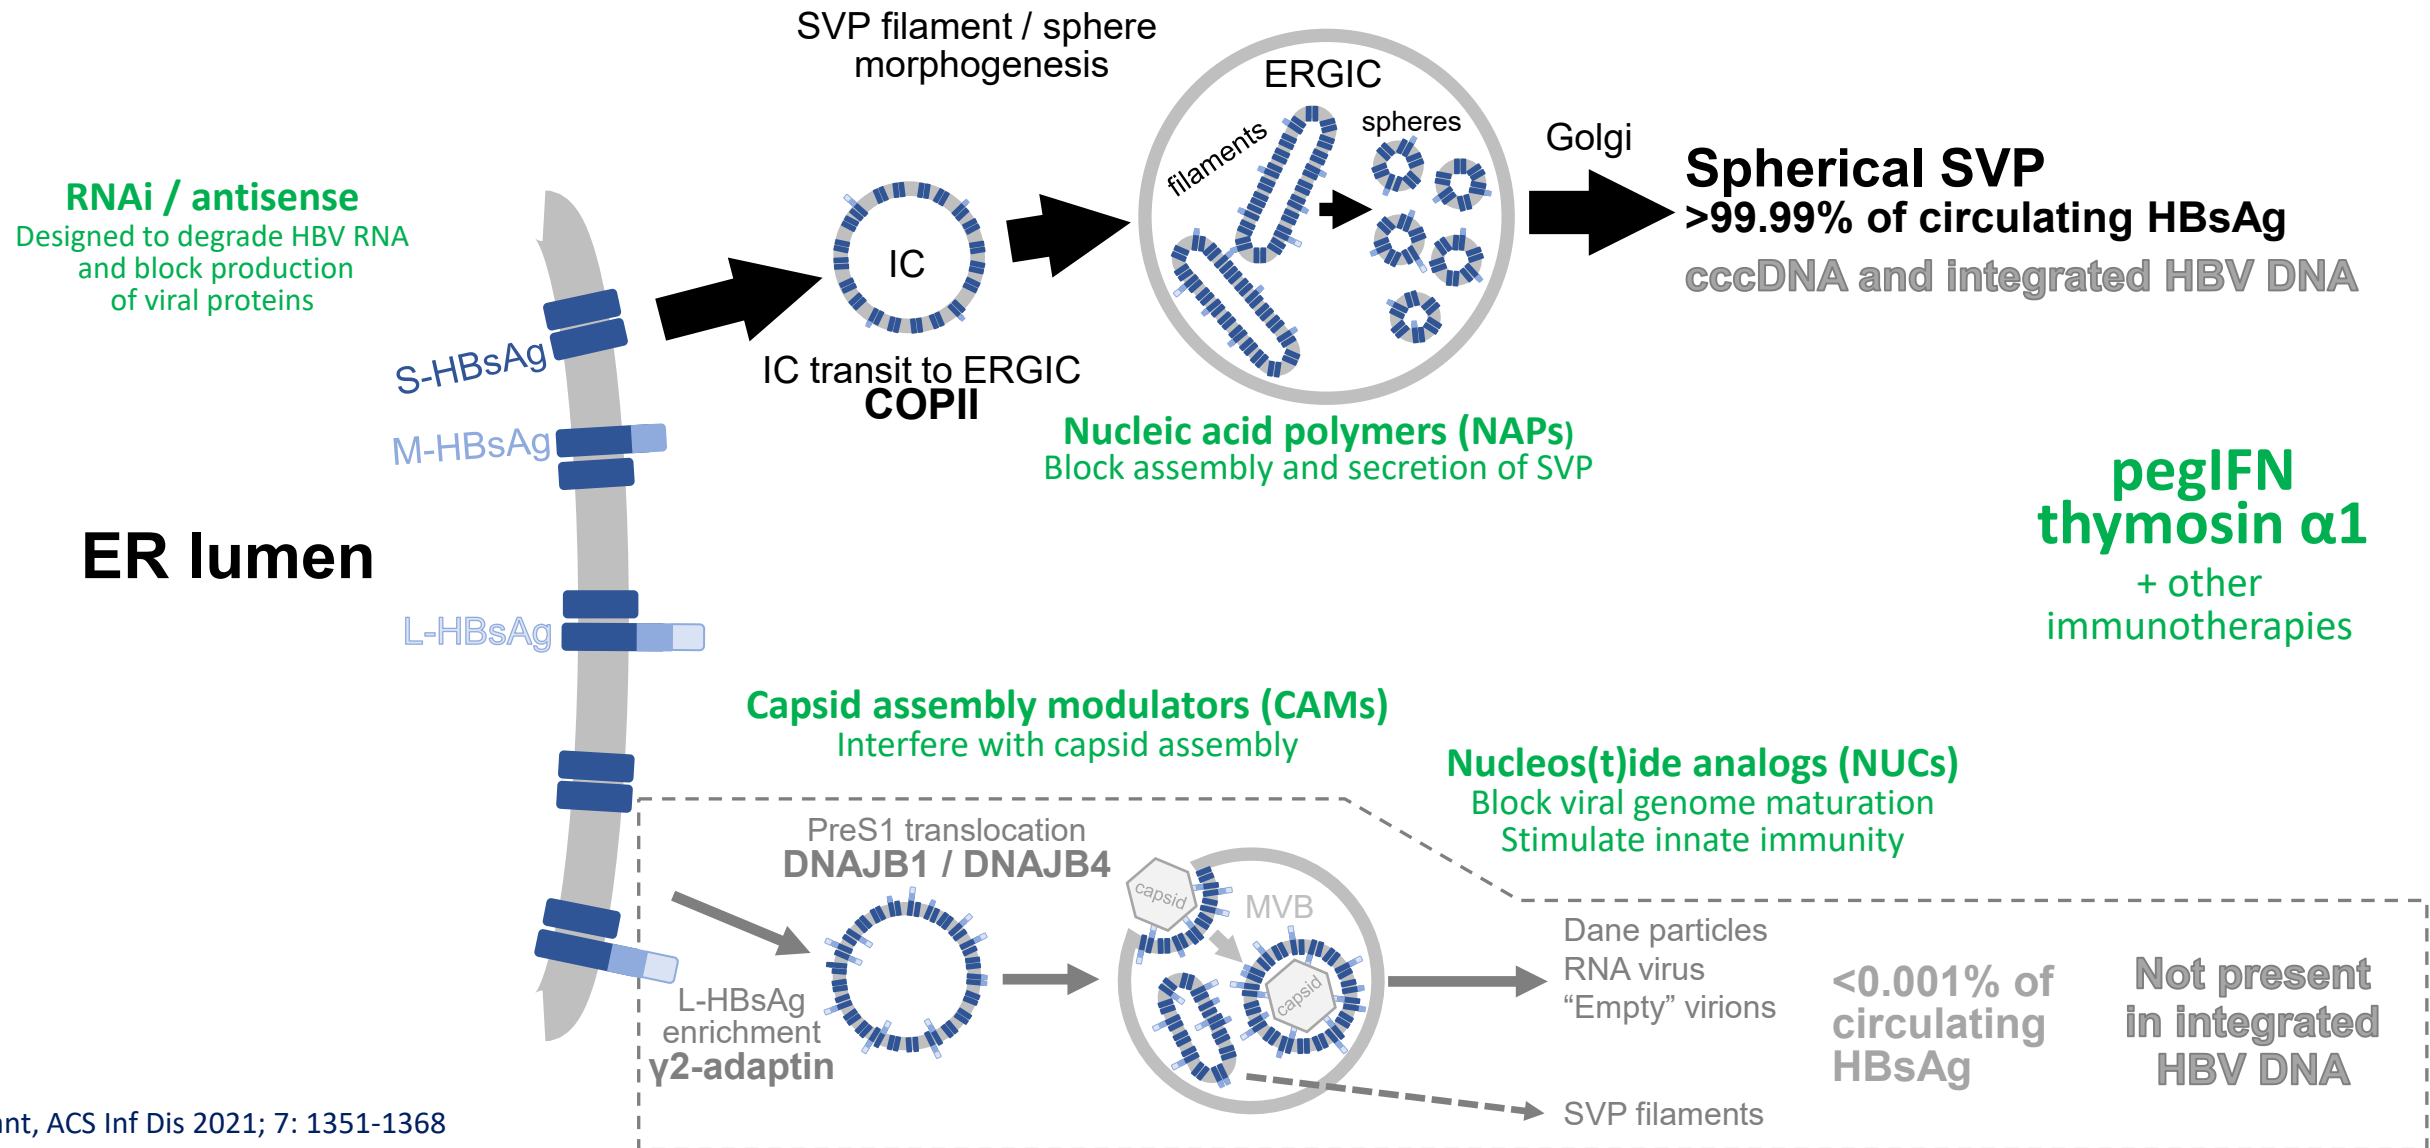 SVP filament / sphere
morphogenesis
ERGIC
filaments
spheres
Golgi
Spherical SVP
>99.99% of circulating HBsAg
cccDNA and integrated HBV DNA
RNAi / antisense
Designed to degrade HBV RNA
and block production
of viral proteins
IC
IC transit to ERGIC
COPII
S-HBsAg
M-HBsAg
Nucleic acid polymers (NAPs)
Block assembly and secretion of SVP
pegIFN
thymosin α1
+ other
immunotherapies
ER lumen
L-HBsAg
Capsid assembly modulators (CAMs)
Interfere with capsid assembly
Nucleos(t)ide analogs (NUCs)
Block viral genome maturation
Stimulate innate immunity
PreS1 translocation
DNAJB1 / DNAJB4
capsid
MVB
capsid
L-HBsAg
enrichment
γ2-adaptin
Dane particles
RNA virus
“Empty” virions
<0.001% of
circulating
HBsAg
Not present
in integrated
HBV DNA
SVP filaments
ACS Inf Dis 2021; 7: 1351-1368